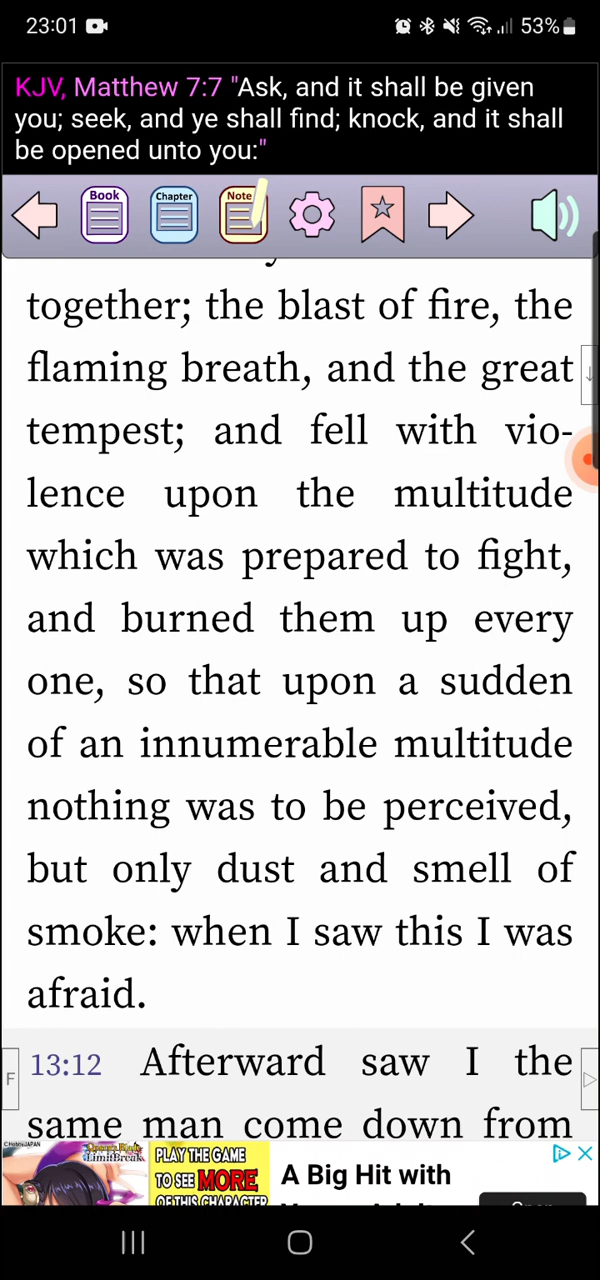 23:01 53%
KJV, Matthew 7:7 "Ask, and it shall be given
you; seek, and ye shall find; knock, and it shall
be opened unto you:"
Book Chapter Note
together; the blast of fire, the
flaming breath, and the great
tempest; and fell with vio-
lence upon the multitude
which was prepared to fight,
and burned them up every
one, so that upon a sudden
of an innumerable multitude
nothing was to be perceived,
but only dust and smell of
smoke: when I saw this I was
afraid.
F
13:12 Afterward saw I the
same man come down from
©HobbyJAPAN
LimitBreak
PLAY THE GAME
TO SEE MORE
OF THIS CHARACTER
A Big Hit with